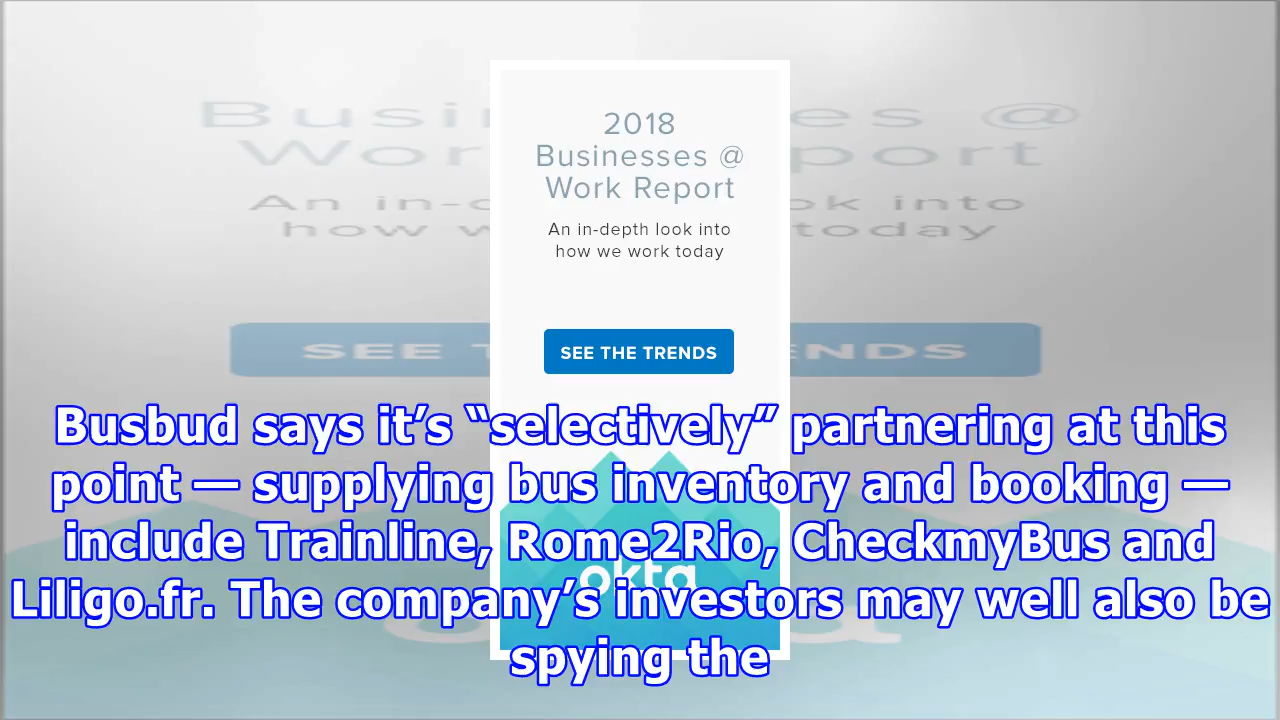 2018
Businesses @
Work Report
An in-depth look into
how we work today
SEE THE TRENDS
okta
Busbud says it’s “selectively” partnering at this
point — supplying bus inventory and booking —
include Trainline, Rome2Rio, CheckmyBus and
Liligo.fr. The company’s investors may well also be
spying the